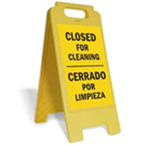 CLOSED
FOR
CLEANING
CERRADO
POR
LIMPIEZA